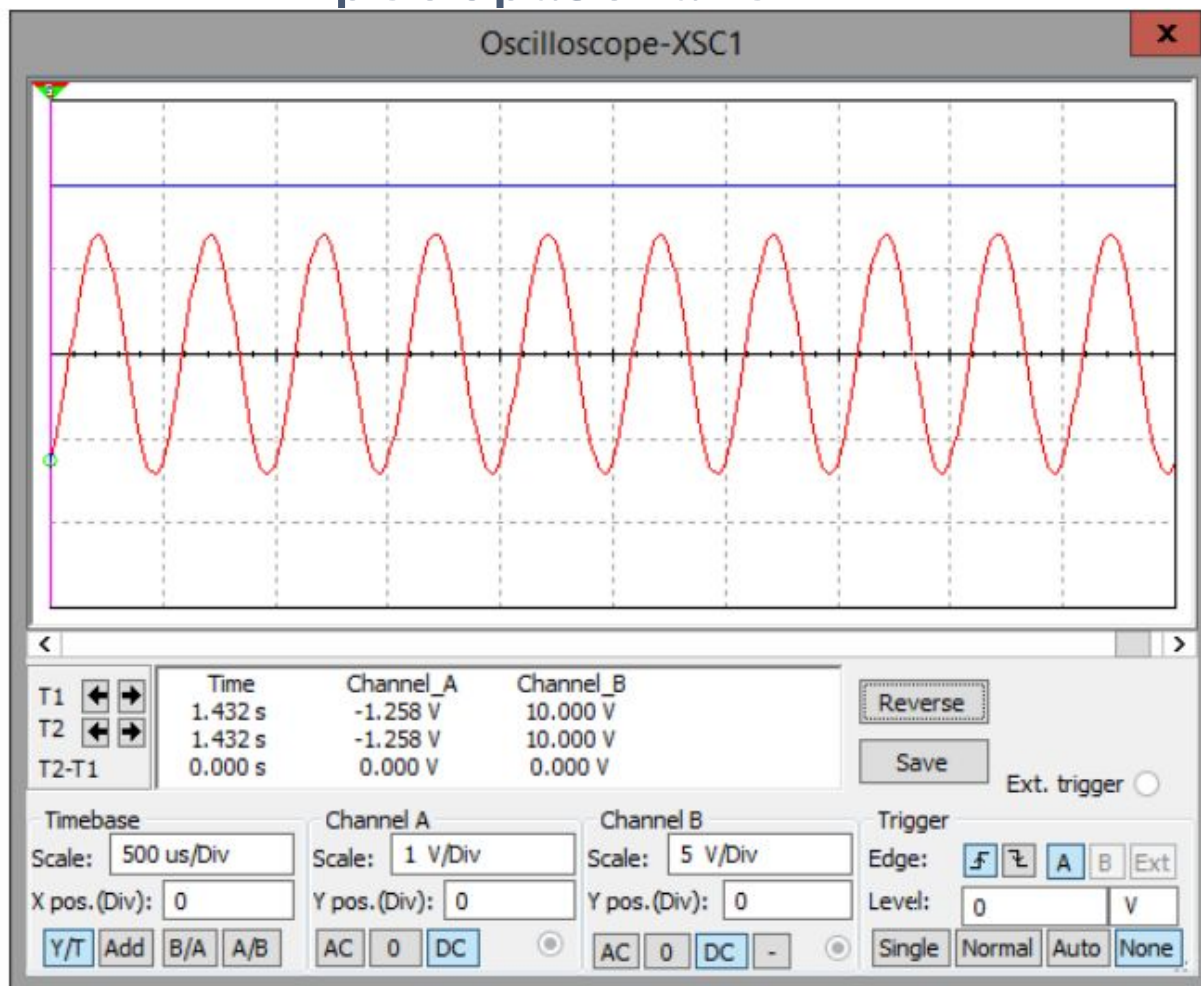 Oscilloscope-XSC1
x
Time Channel_A Channel_B
T1 1.432 s -1.258 V 10.000 V
T2 1.432 s -1.258 V 10.000 V
T2-T1 0.000 s 0.000 V 0.000 V
Reverse
Save
Ext. trigger
Timebase
Scale: 500 us/Div
X pos.(Div): 0
Y/T Add B/A A/B
Channel A
Scale: 1 V/Div
Y pos.(Div): 0
AC 0 DC
Channel B
Scale: 5 V/Div
Y pos.(Div): 0
AC 0 DC -
Trigger
Edge: A B Ext
Level: 0 V
Single Normal Auto None